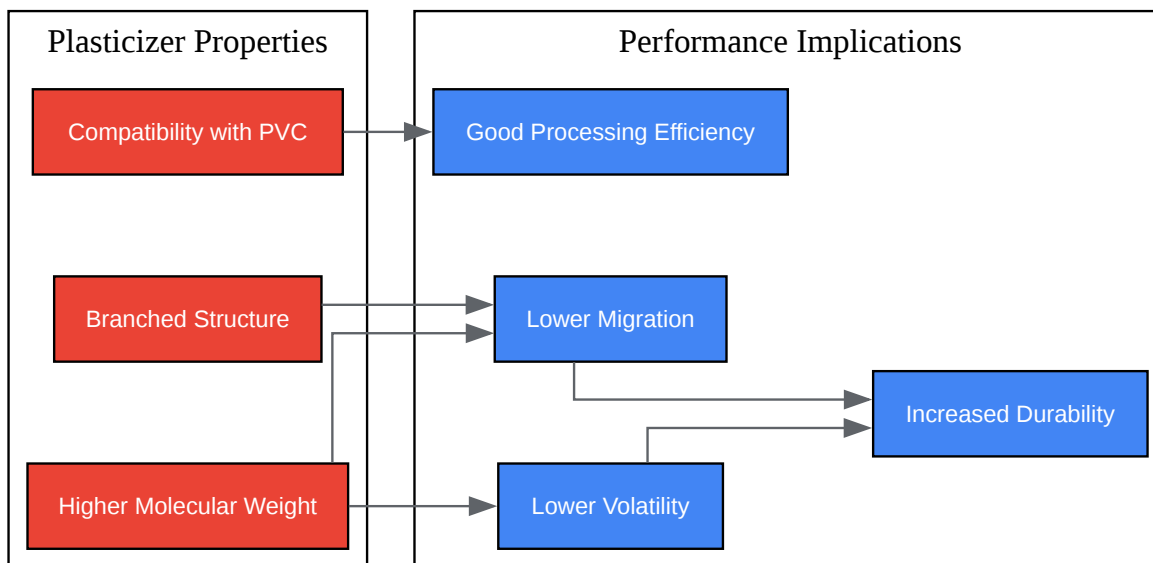 Plasticizer Properties
Performance Implications
Compatibility with PVC
Good Processing Efficiency
Branched Structure
Lower Migration
Increased Durability
Higher Molecular Weight
Lower Volatility